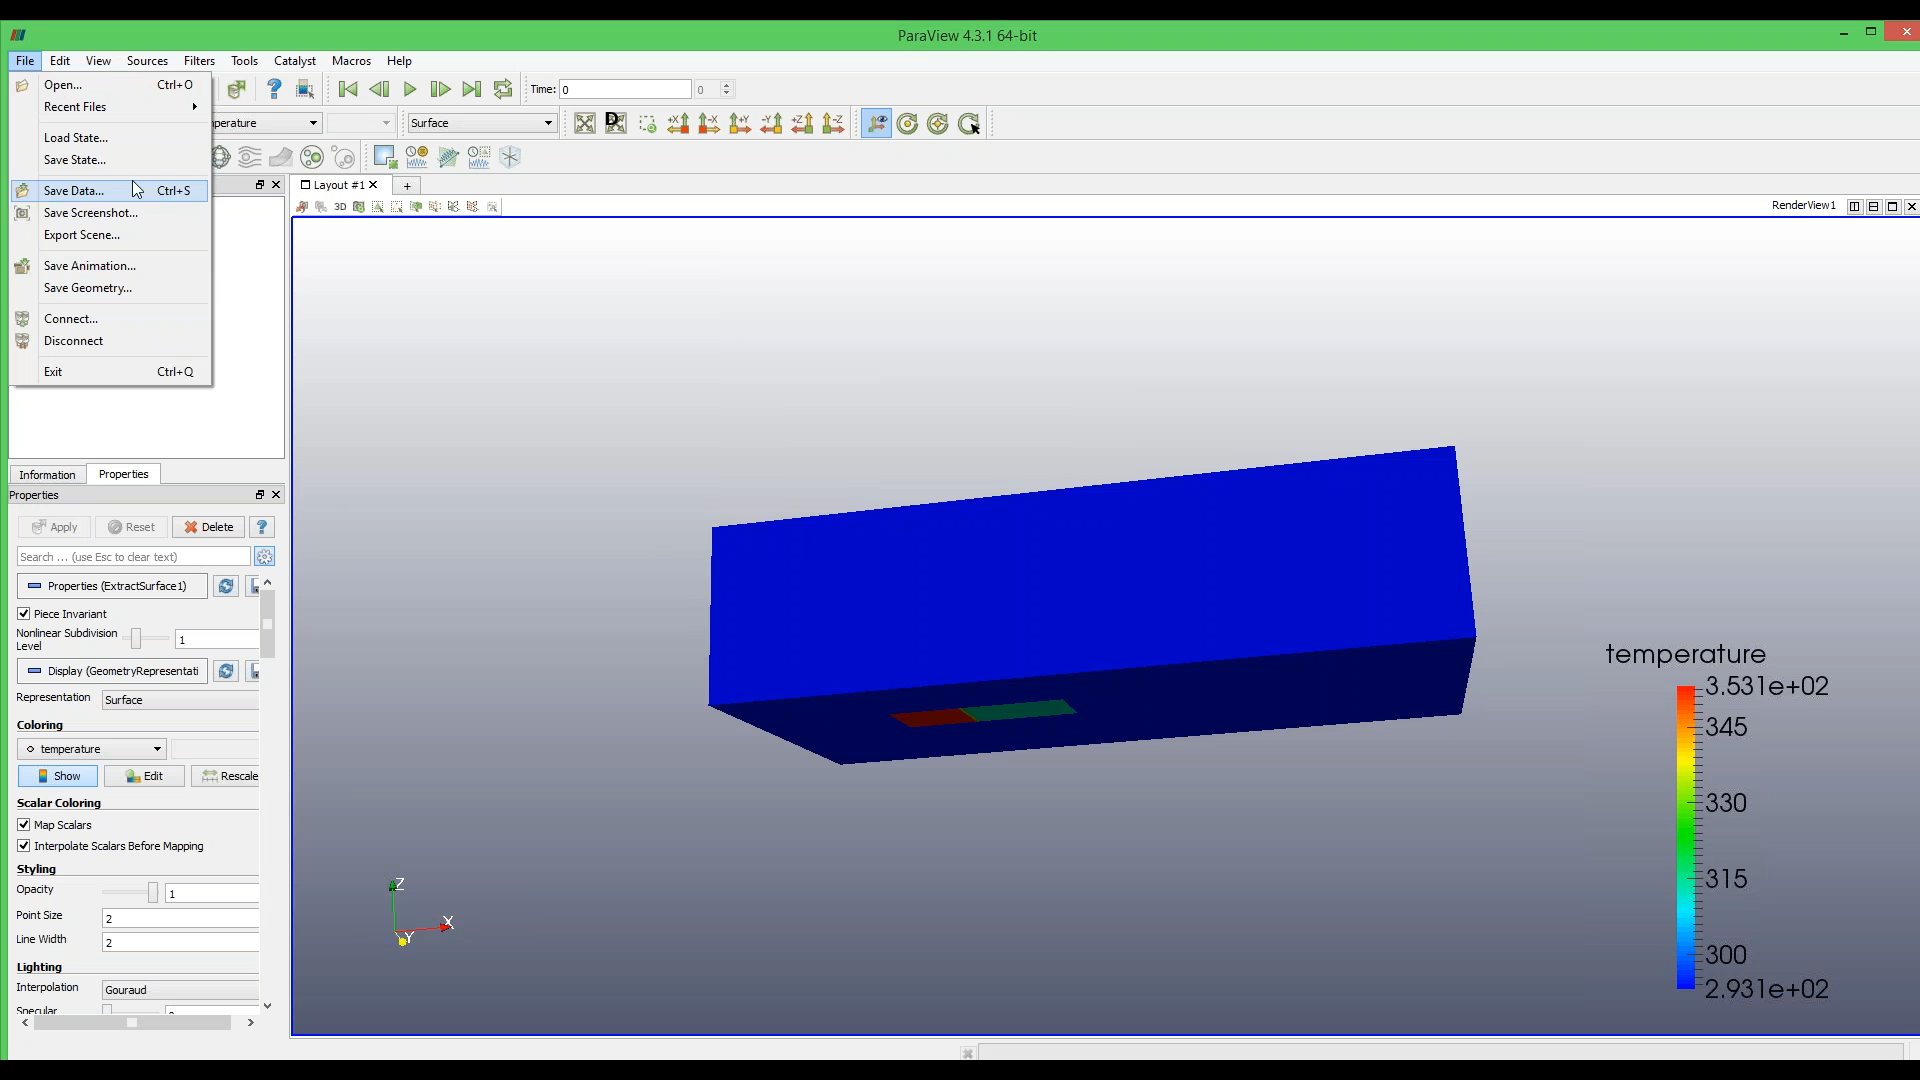 ParaView 4.3.1 64-bit
File Edit View Sources Filters Tools Catalyst Macros Help
Open... Ctrl+O
Recent Files
Load State...
Save State...
Save Data... Ctrl+S
Save Screenshot...
Export Scene...
Save Animation...
Save Geometry...
Connect...
Disconnect
Exit Ctrl+Q
Time: 0 0
perature Surface
D +X -X +Y -Y +Z -Z
Layout #1
3D RenderView1
Information Properties
Properties
Apply Reset Delete ?
Search ... (use Esc to clear text)
Properties (ExtractSurface1)
Piece Invariant
Nonlinear Subdivision
Level
1
Display (GeometryRepresentati
Representation Surface
Coloring
temperature
Show Edit Rescale
Scalar Coloring
Map Scalars
Interpolate Scalars Before Mapping
Styling
Opacity 1
Point Size 2
Line Width 2
Lighting
Interpolation Gouraud
Specular
Z
X
Y
temperature
3.531e+02
345
330
315
300
2.931e+02